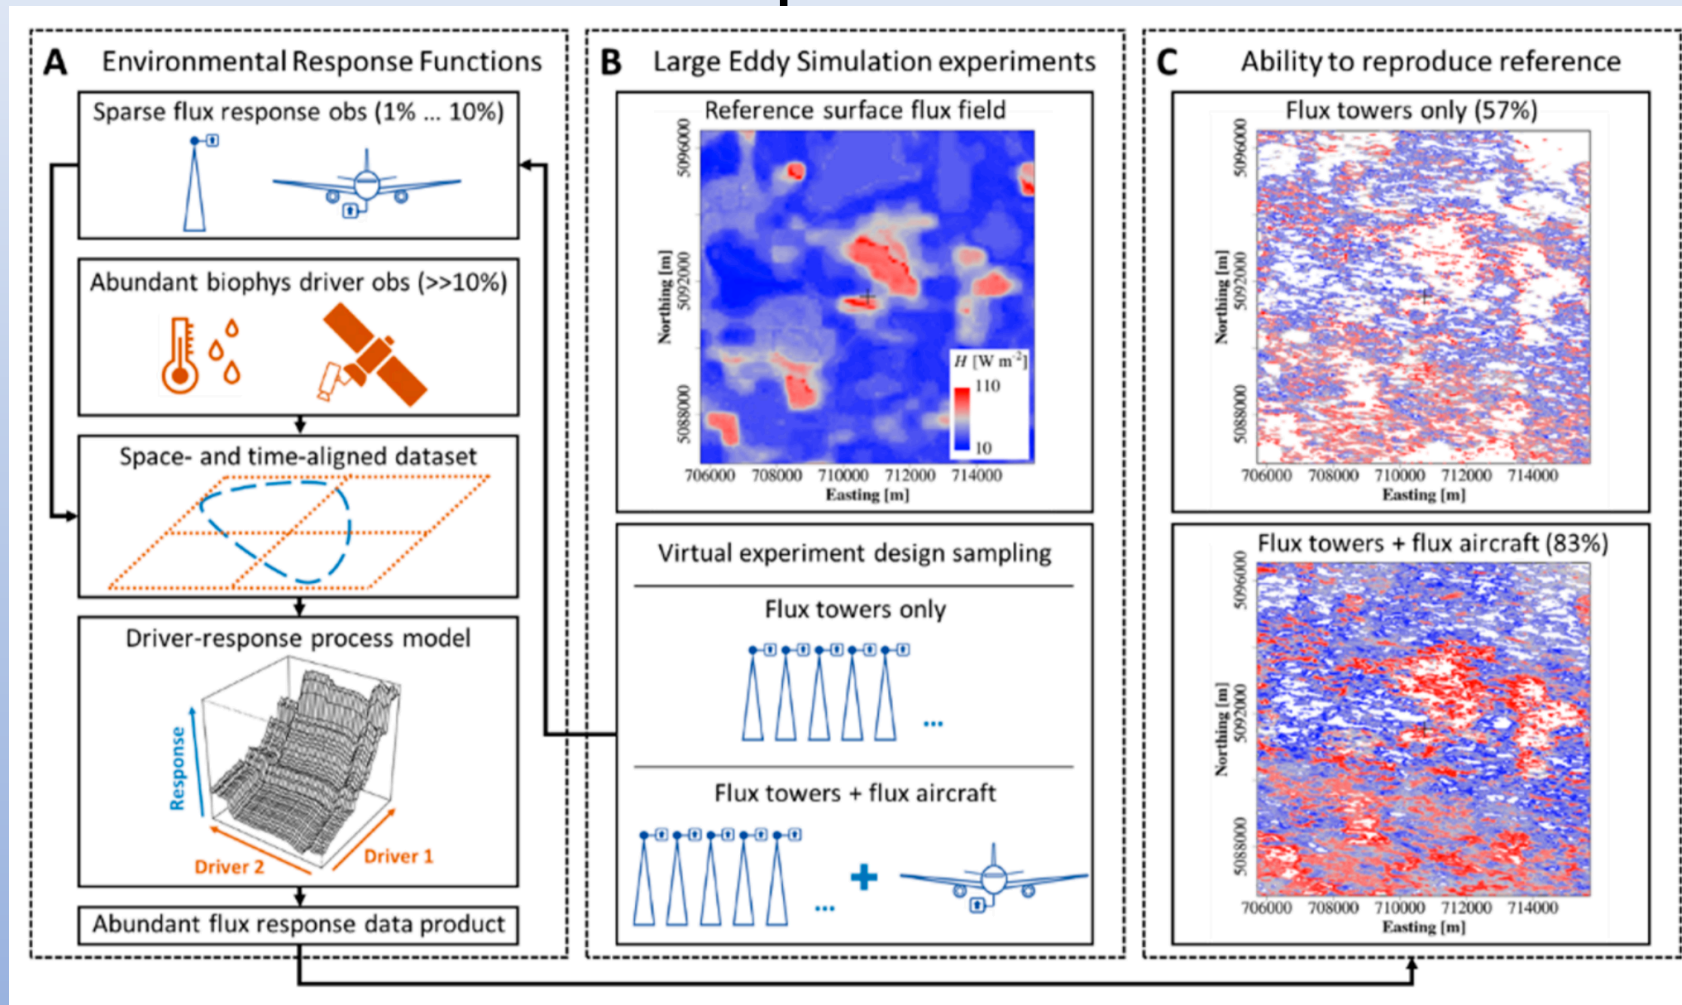 A Environmental Response Functions
Sparse flux response obs (1% ... 10%)
Abundant biophys driver obs (>>10%)
Space- and time-aligned dataset
Driver-response process model
Response
Driver 2
Driver 1
Abundant flux response data product
B Large Eddy Simulation experiments
Reference surface flux field
5096000
5092000
5088000
Northing [m]
H [W m⁻²]
110
10
706000 708000 710000 712000 714000
Easting [m]
Virtual experiment design sampling
Flux towers only
...
Flux towers + flux aircraft
...
+
C Ability to reproduce reference
Flux towers only (57%)
5096000
5092000
5088000
Northing [m]
706000 708000 710000 712000 714000
Easting [m]
Flux towers + flux aircraft (83%)
5096000
5092000
5088000
Northing [m]
706000 708000 710000 712000 714000
Easting [m]